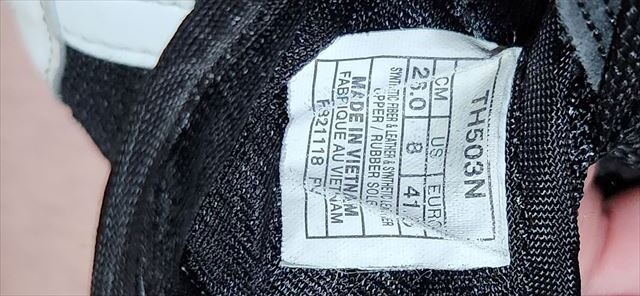 TH503N
CM US EURO
26.0 8 41
SYNTHETIC FIBER & LEATHER & SYNTHETIC LEATHER
UPPER / RUBBER SOLE
MADE IN VIETNAM
FABRIQUE AU VIETNAM